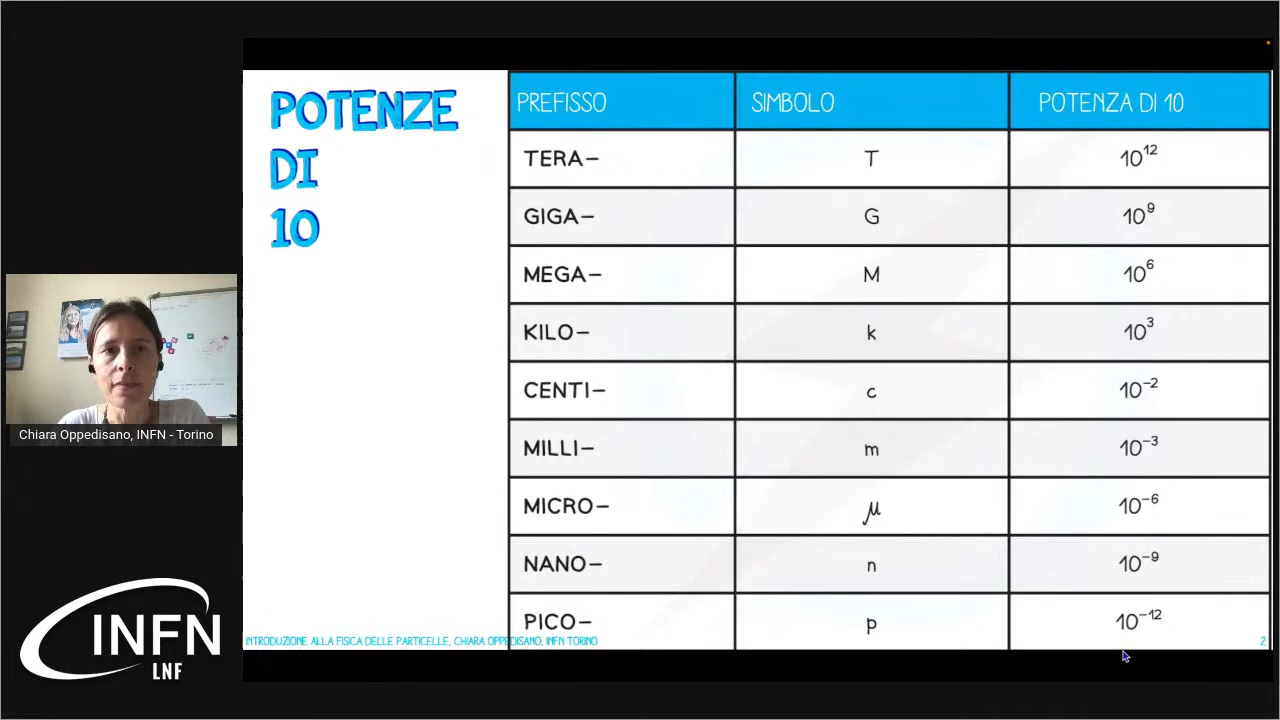 POTENZE
DI
10
PREFISSO SIMBOLO POTENZA DI 10
TERA– T 10¹²
GIGA– G 10⁹
MEGA– M 10⁶
KILO– k 10³
CENTI– c 10⁻²
MILLI– m 10⁻³
MICRO– μ 10⁻⁶
NANO– n 10⁻⁹
PICO– p 10⁻¹²
INTRODUZIONE ALLA FISICA DELLE PARTICELLE, CHIARA OPPEDISANO, INFN TORINO 2
Chiara Oppedisano, INFN - Torino
INFN
LNF